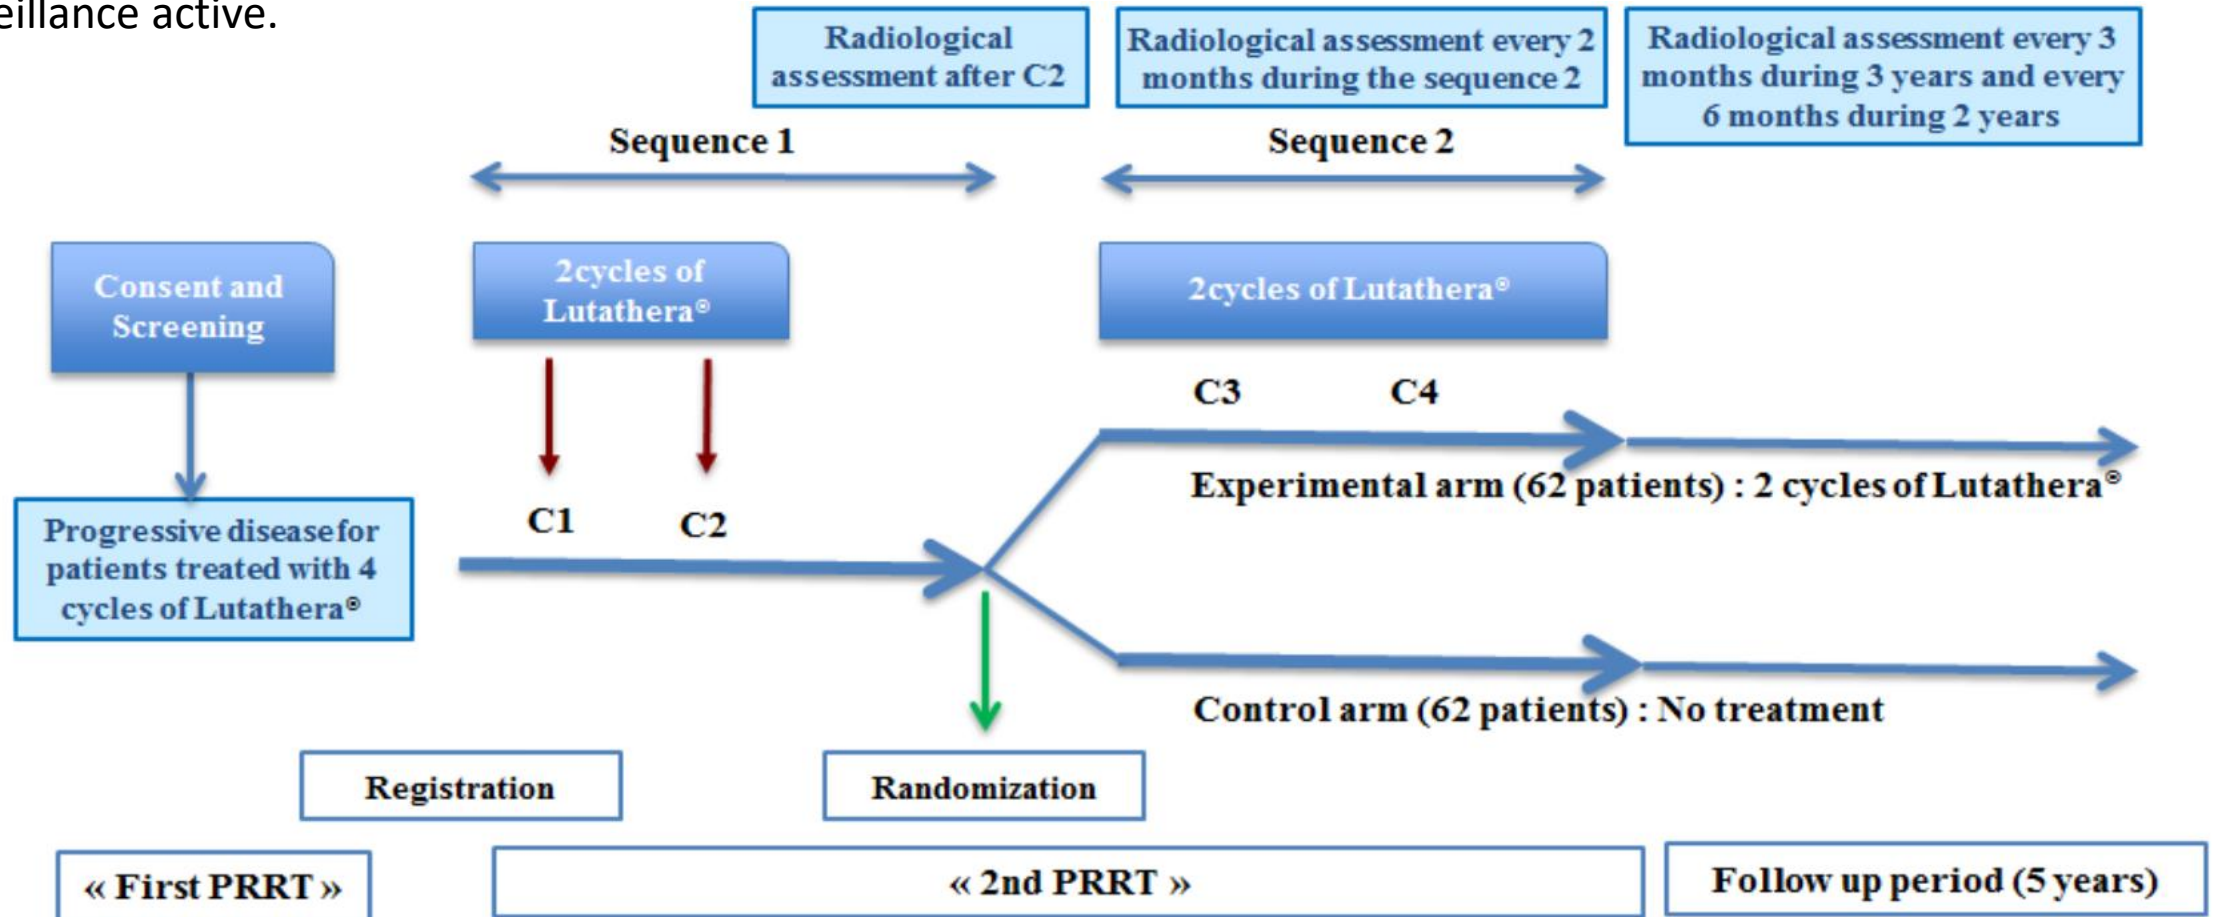 eillance active.
Radiological
assessment after C2
Radiological assessment every 2
months during the sequence 2
Radiological assessment every 3
months during 3 years and every
6 months during 2 years
Sequence 1
Sequence 2
Consent and
Screening
2cycles of
Lutathera®
2cycles of Lutathera®
C3
C4
Experimental arm (62 patients) : 2 cycles of Lutathera®
Progressive diseasefor
patients treated with 4
cycles of Lutathera®
C1
C2
Control arm (62 patients) : No treatment
Registration
Randomization
« First PRRT »
« 2nd PRRT »
Follow up period (5 years)